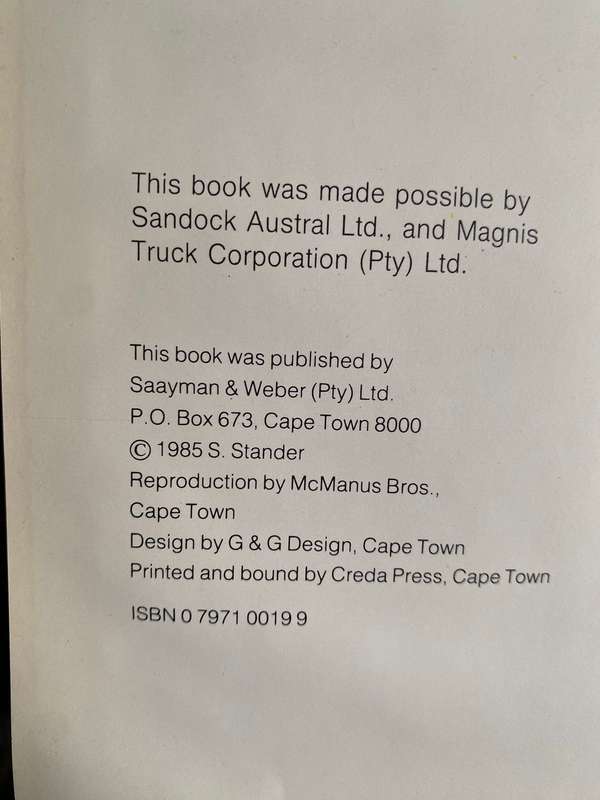 This book was made possible by
Sandock Austral Ltd., and Magnis
Truck Corporation (Pty) Ltd.
This book was published by
Saayman & Weber (Pty) Ltd.
P.O. Box 673, Cape Town 8000
© 1985 S. Stander
Reproduction by McManus Bros.,
Cape Town
Design by G & G Design, Cape Town
Printed and bound by Creda Press, Cape Town
ISBN 0 7971 0019 9